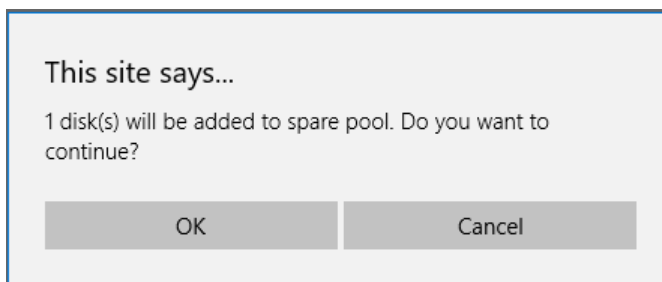 This site says...
1 disk(s) will be added to spare pool. Do you want to
continue?
OK
Cancel